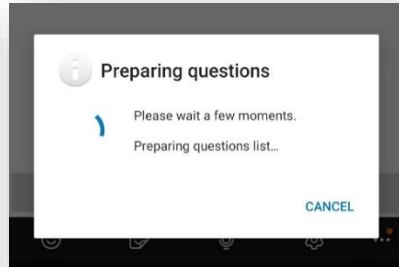 Preparing questions
Please wait a few moments.
Preparing questions list...
CANCEL